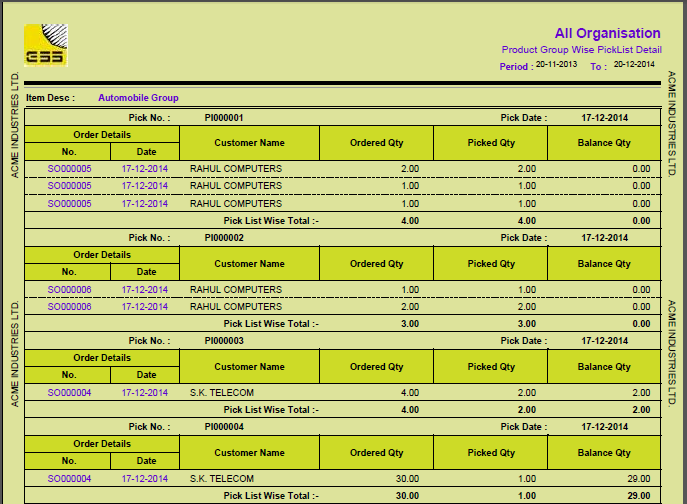 ESS
All Organisation
Product Group Wise PickList Detail
Period : 20-11-2013 To : 20-12-2014
ACME INDUSTRIES LTD.
ACME INDUSTRIES LTD.
Item Desc : Automobile Group
Pick No. : PI000001 Pick Date : 17-12-2014
Order Details Customer Name Ordered Qty Picked Qty Balance Qty
No. Date
SO000005 17-12-2014 RAHUL COMPUTERS 2.00 2.00 0.00
SO000005 17-12-2014 RAHUL COMPUTERS 1.00 1.00 0.00
SO000005 17-12-2014 RAHUL COMPUTERS 1.00 1.00 0.00
Pick List Wise Total :- 4.00 4.00 0.00
Pick No. : PI000002 Pick Date : 17-12-2014
Order Details Customer Name Ordered Qty Picked Qty Balance Qty
No. Date
SO000006 17-12-2014 RAHUL COMPUTERS 1.00 1.00 0.00
SO000006 17-12-2014 RAHUL COMPUTERS 2.00 2.00 0.00
Pick List Wise Total :- 3.00 3.00 0.00
ACME INDUSTRIES LTD.
ACME INDUSTRIES LTD.
Pick No. : PI000003 Pick Date : 17-12-2014
Order Details Customer Name Ordered Qty Picked Qty Balance Qty
No. Date
SO000004 17-12-2014 S.K. TELECOM 4.00 2.00 2.00
Pick List Wise Total :- 4.00 2.00 2.00
Pick No. : PI000004 Pick Date : 17-12-2014
Order Details Customer Name Ordered Qty Picked Qty Balance Qty
No. Date
SO000004 17-12-2014 S.K. TELECOM 30.00 1.00 29.00
Pick List Wise Total :- 30.00 1.00 29.00